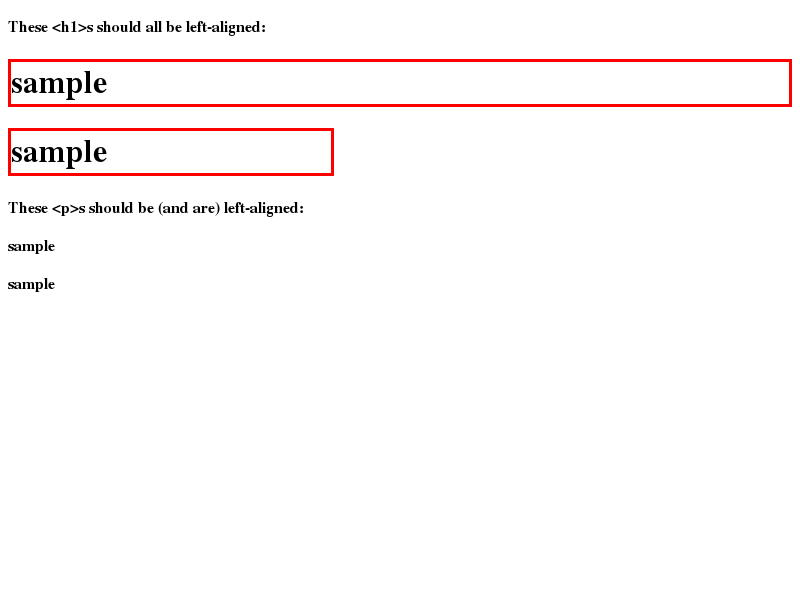 These <h1>s should all be left-aligned:
sample
sample
These <p>s should be (and are) left-aligned:
sample
sample